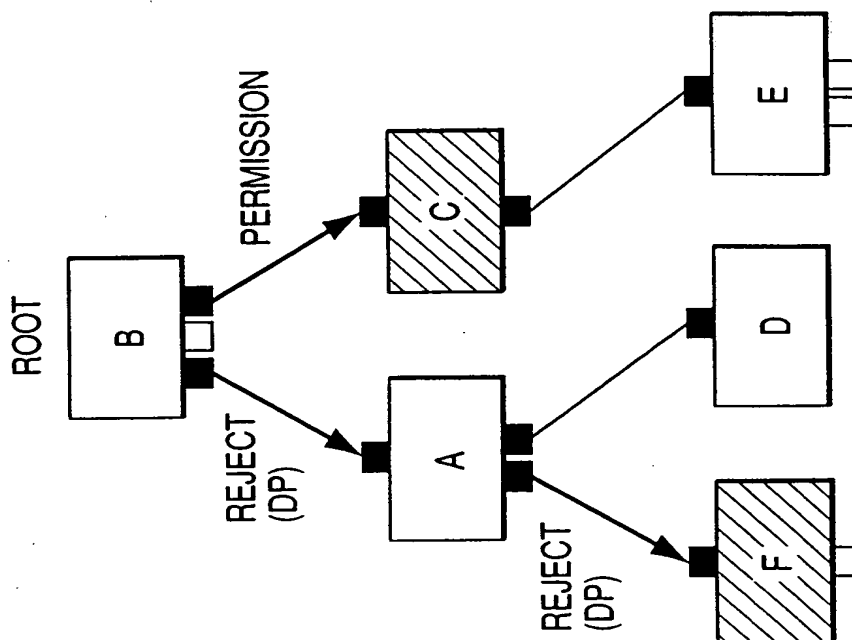 ROOT
B
REJECT
(DP)
PERMISSION
A
C
REJECT
(DP)
F
D
E